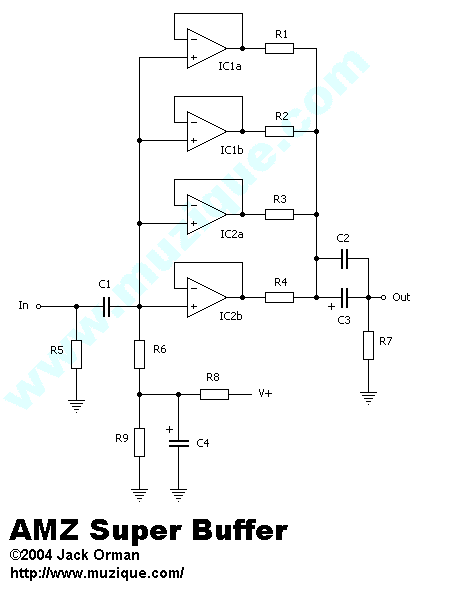 R1
IC1a
R2
IC1b
R3
IC2a
C2
R4
In
C1
IC2b
+
C3
Out
R5
R6
R7
R8
V+
R9
+
C4
www.muzique.com
AMZ Super Buffer
©2004 Jack Orman
http://www.muzique.com/